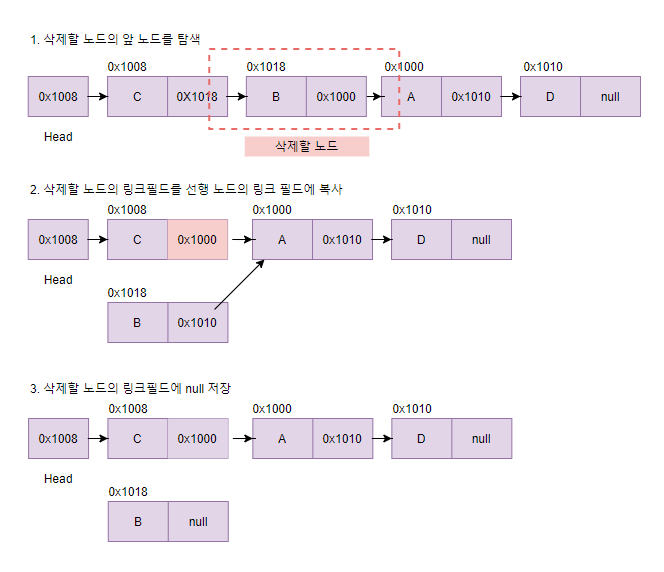 1. 삭제할 노드의 앞 노드를 탐색
0x1008 0x1018 0x1000 0x1010
0x1008 C 0X1018 B 0x1000 A 0x1010 D null
Head
삭제할 노드
2. 삭제할 노드의 링크필드를 선행 노드의 링크 필드에 복사
0x1008 0x1000 0x1010
0x1008 C 0x1000 A 0x1010 D null
Head
0x1018
B 0x1010
3. 삭제할 노드의 링크필드에 null 저장
0x1008 0x1000 0x1010
0x1008 C 0x1000 A 0x1010 D null
Head
0x1018
B null